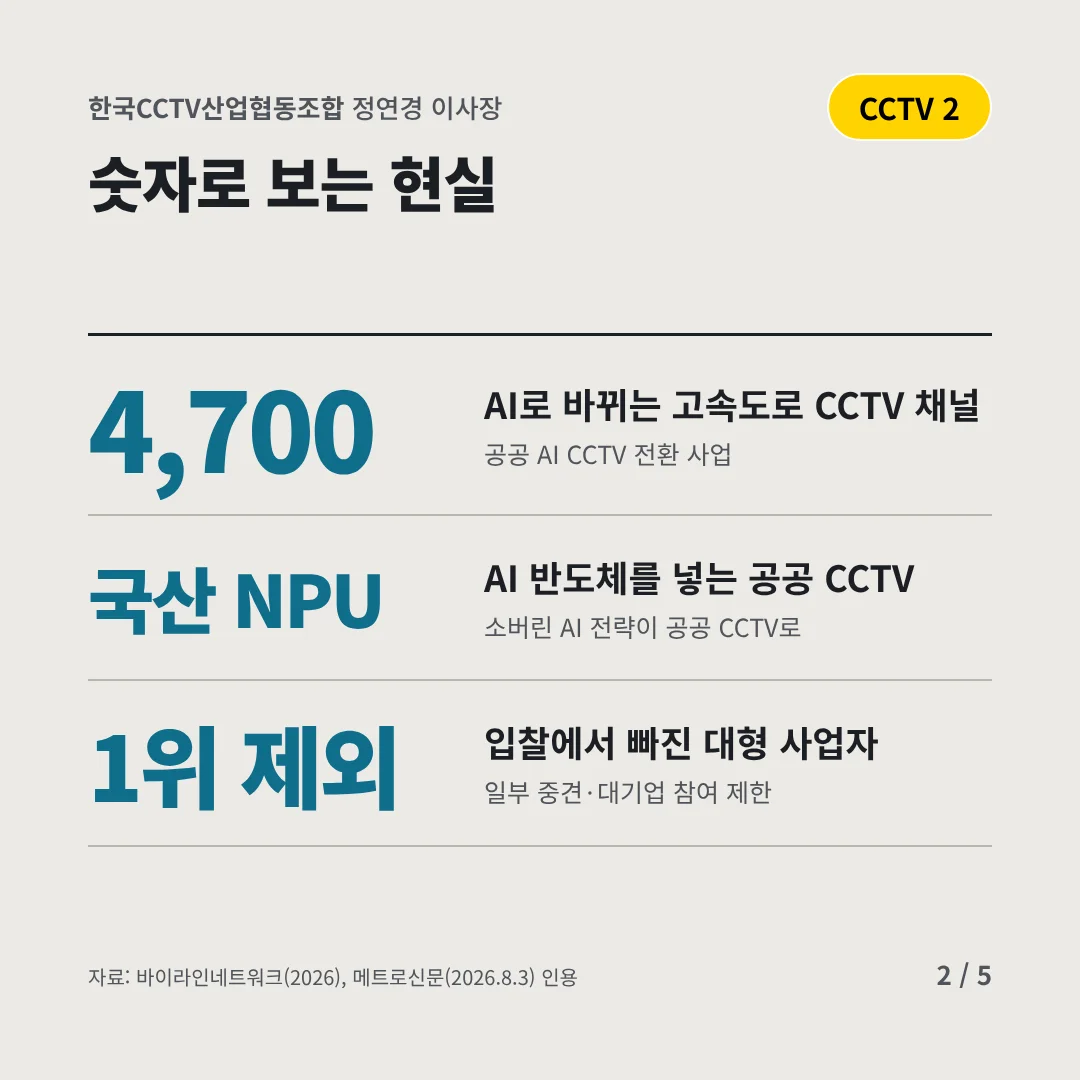 한국CCTV산업협동조합 정연경 이사장
CCTV 2
숫자로 보는 현실
4,700
AI로 바뀌는 고속도로 CCTV 채널
공공 AI CCTV 전환 사업
국산 NPU
AI 반도체를 넣는 공공 CCTV
소버린 AI 전략이 공공 CCTV로
1위 제외
입찰에서 빠진 대형 사업자
일부 중견·대기업 참여 제한
자료: 바이라인네트워크(2026), 메트로신문(2026.8.3) 인용
2 / 5